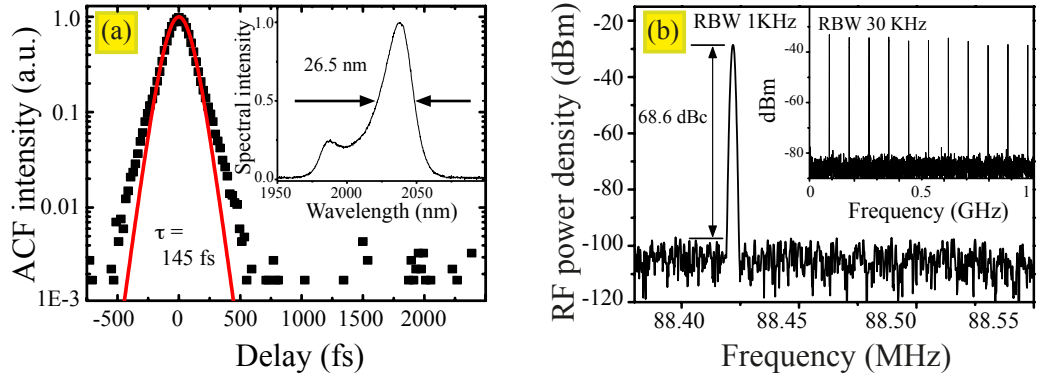 (a)
ACF intensity (a.u.)
1.0
0.1
0.01
1E-3
-500 0 500 1000 1500 2000
Delay (fs)
τ =
145 fs
Spectral intensity
1.0
0.5
0.0
26.5 nm
1950 2000 2050
Wavelength (nm)
(b)
RF power density (dBm)
-20
-40
-60
-80
-100
-120
88.40 88.45 88.50 88.55
Frequency (MHz)
RBW 1KHz
68.6 dBc
RBW 30 KHz
dBm
-40
-60
-80
0 0.5 1
Frequency (GHz)